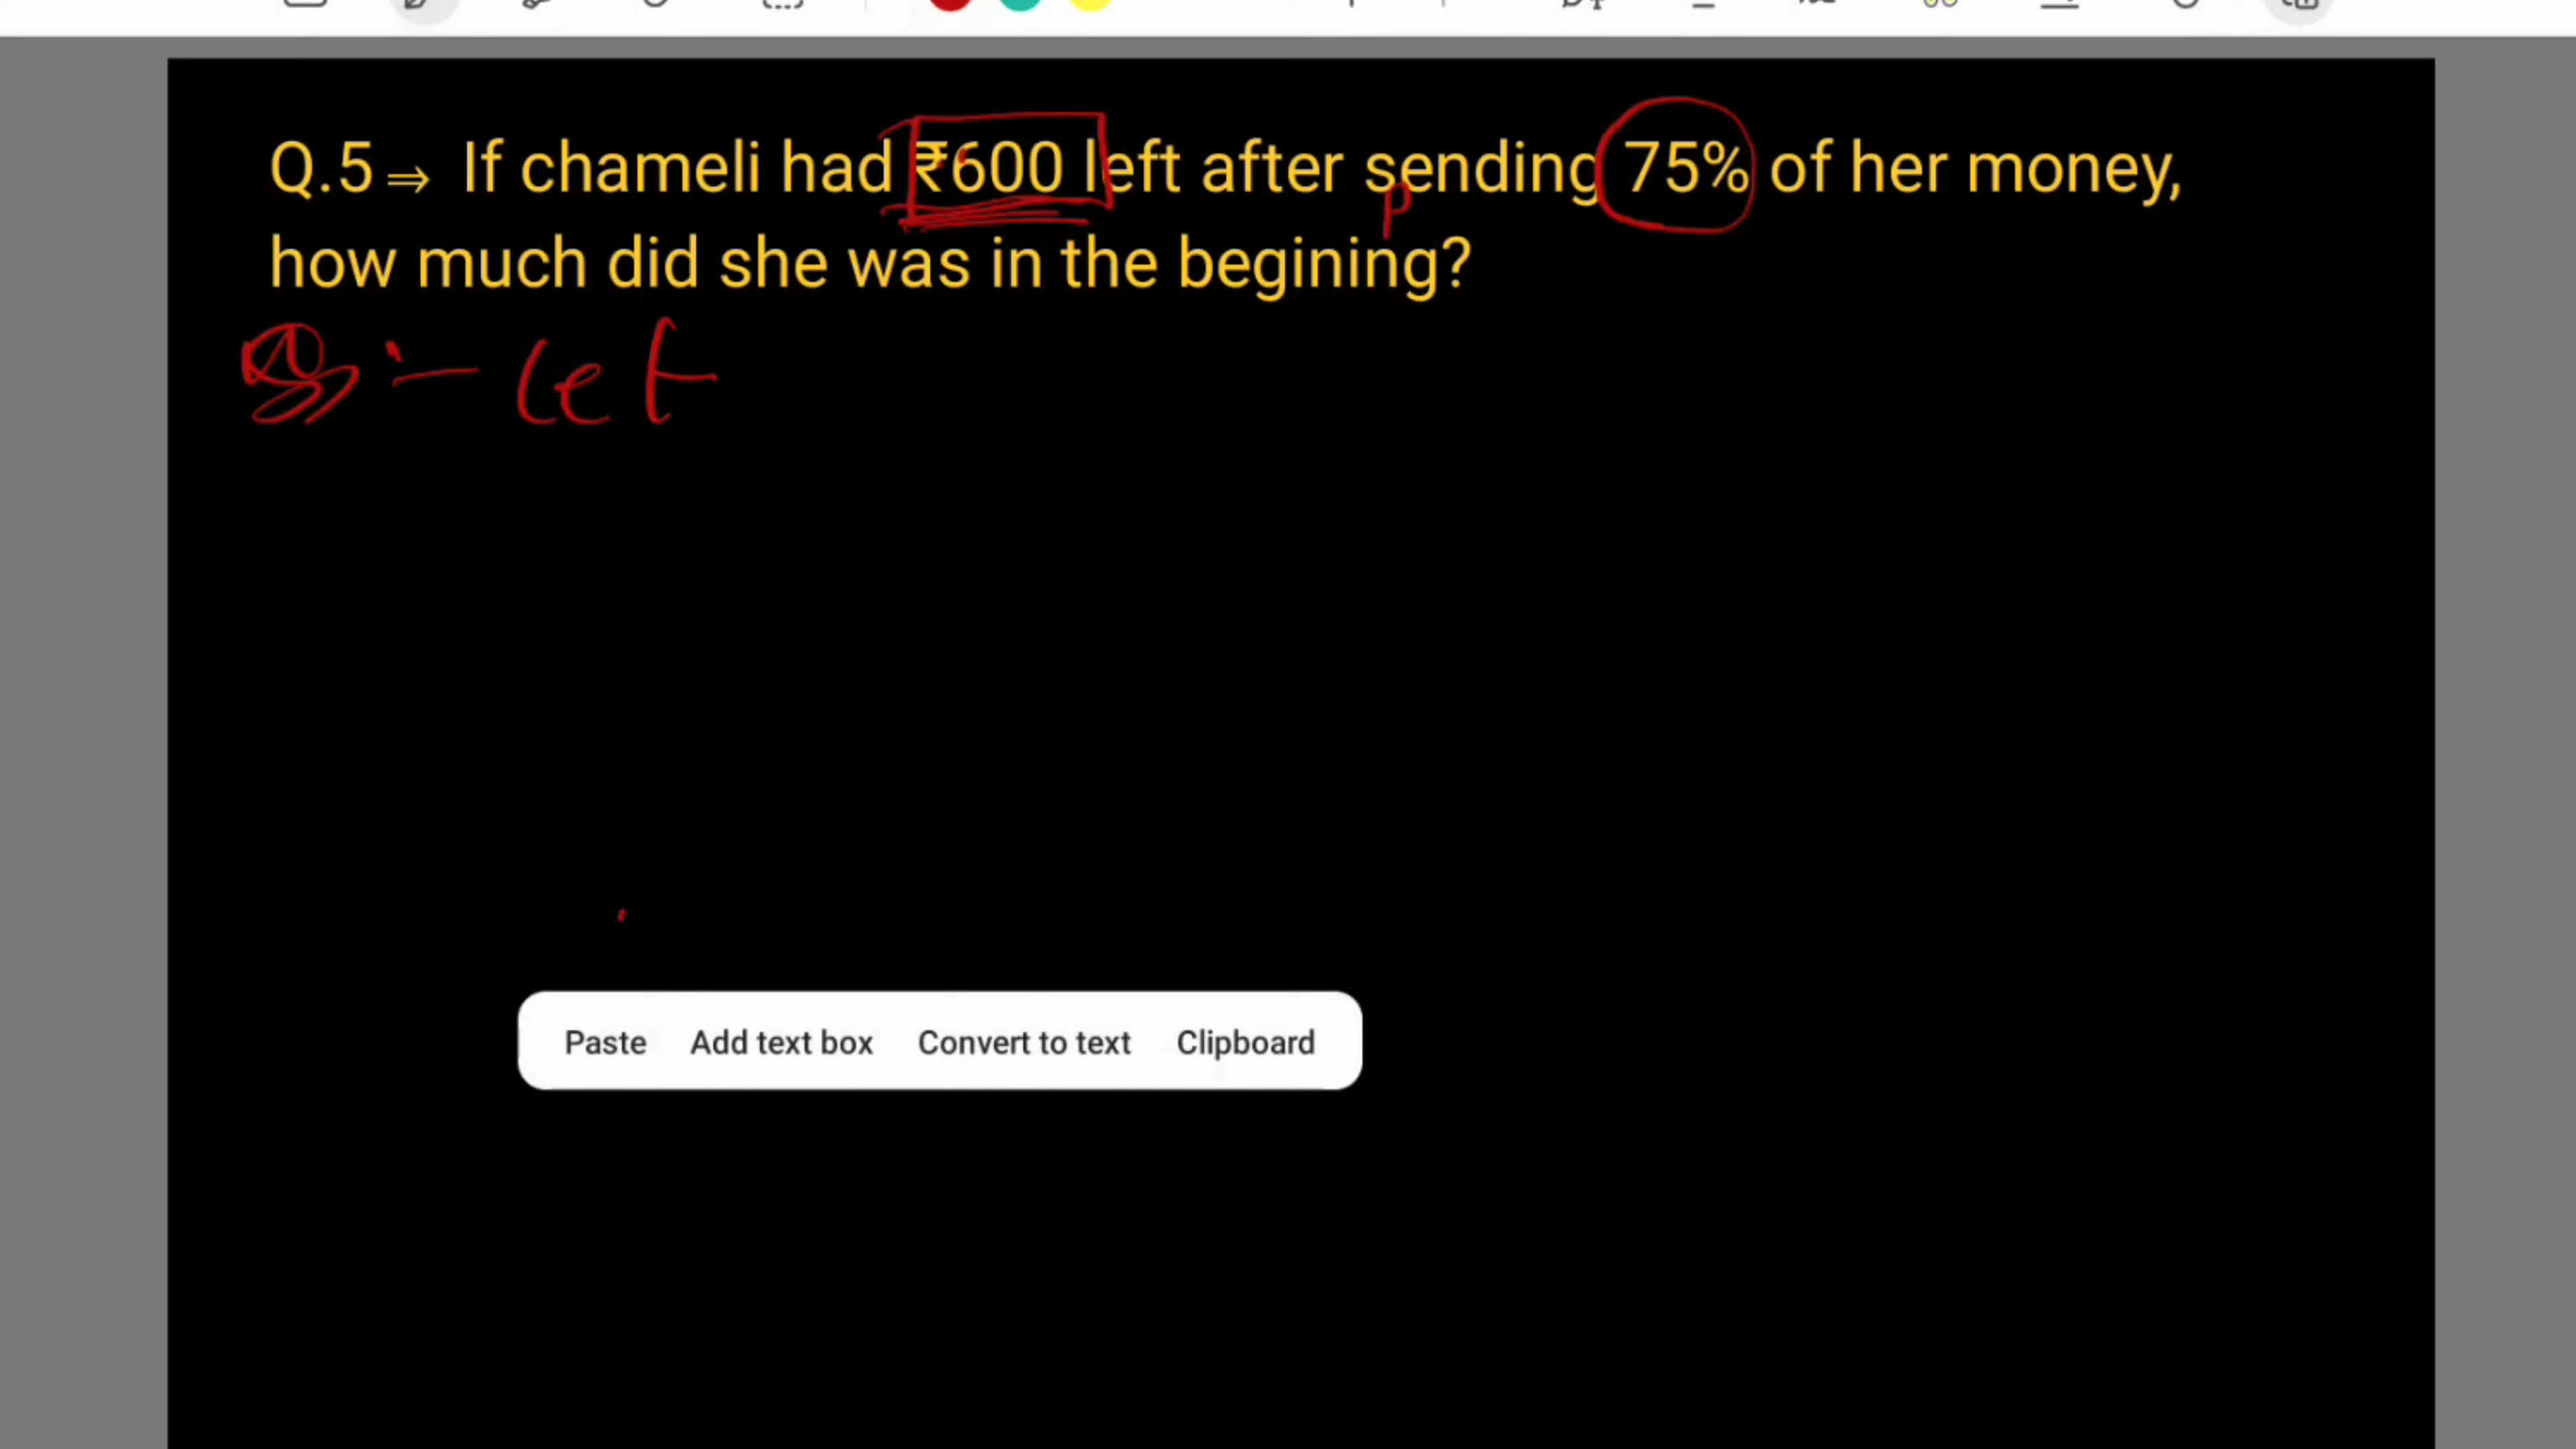 Q.5⇒ If chameli had ₹600 left after sending 75% of her money,
p
how much did she was in the begining?
:- Let
Paste Add text box Convert to text Clipboard